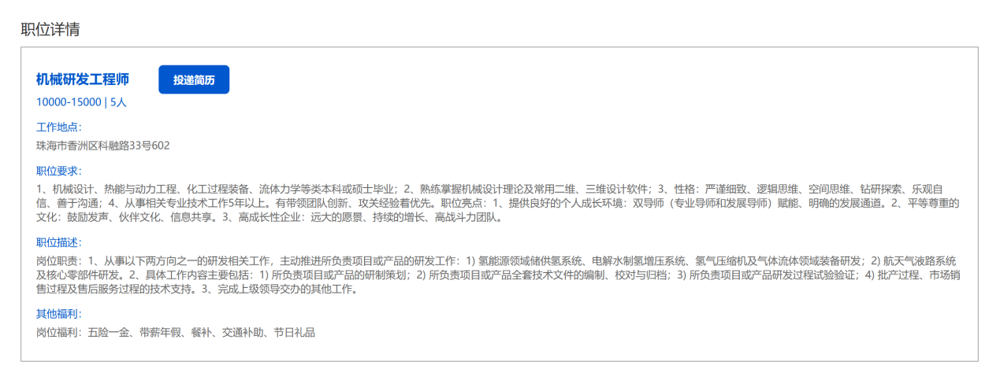 职位详情
机械研发工程师
投递简历
10000-15000 | 5人
工作地点：
珠海市香洲区科融路33号602
职位要求：
1、机械设计、热能与动力工程、化工过程装备、流体力学等类本科或硕士毕业；2、熟练掌握机械设计理论及常用二维、三维设计软件；3、性格：严谨细致、逻辑思维、空间思维、钻研探索、乐观自
信、善于沟通；4、从事相关专业技术工作5年以上。有带领团队创新、攻关经验着优先。职位亮点：1、提供良好的个人成长环境：双导师（专业导师和发展导师）赋能、明确的发展通道。2、平等尊重的
文化：鼓励发声、伙伴文化、信息共享。3、高成长性企业：远大的愿景、持续的增长、高战斗力团队。
职位描述：
岗位职责：1、从事以下两方向之一的研发相关工作，主动推进所负责项目或产品的研发工作：1) 氢能源领域储供氢系统、电解水制氢增压系统、氢气压缩机及气体流体领域装备研发；2) 航天气液路系统
及核心零部件研发。2、具体工作内容主要包括：1) 所负责项目或产品的研制策划；2) 所负责项目或产品全套技术文件的编制、校对与归档；3) 所负责项目或产品研发过程试验验证；4) 批产过程、市场销
售过程及售后服务过程的技术支持。3、完成上级领导交办的其他工作。
其他福利：
岗位福利：五险一金、带薪年假、餐补、交通补助、节日礼品